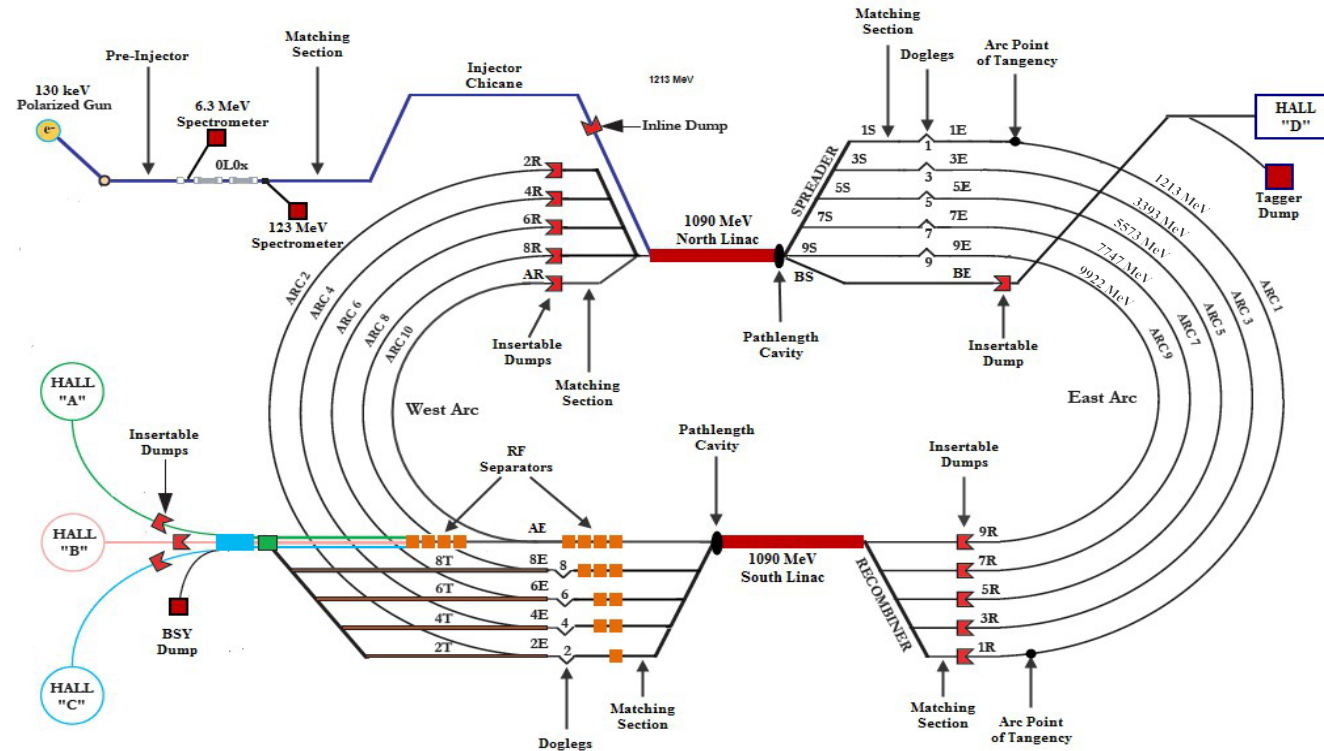 Pre-Injector
Matching
Section
130 keV
Polarized Gun
e-
6.3 MeV
Spectrometer
0L0x
123 MeV
Spectrometer
Injector
Chicane
1213 MeV
Inline Dump
2R
4R
6R
8R
AR
ARC 2
ARC 4
ARC 6
ARC 8
ARC 10
Insertable
Dumps
Matching
Section
West Arc
1090 MeV
North Linac
Pathlength
Cavity
SPREADER
Matching
Section
Doglegs
Arc Point
of Tangency
1S
1
1E
3S
3
3E
5S
5
5E
7S
7
7E
9S
9
9E
BS
BE
Insertable
Dump
HALL
"D"
Tagger
Dump
1213 MeV
3393 MeV
5573 MeV
7747 MeV
9922 MeV
ARC 1
ARC 3
ARC 5
ARC 7
ARC 9
East Arc
HALL
"A"
HALL
"B"
HALL
"C"
Insertable
Dumps
BSY
Dump
RF
Separators
AE
8T
8E
8
6T
6E
6
4T
4E
4
2T
2E
2
Doglegs
Matching
Section
Pathlength
Cavity
1090 MeV
South Linac
RECOMBINER
Insertable
Dumps
9R
7R
5R
3R
1R
Matching
Section
Arc Point
of Tangency